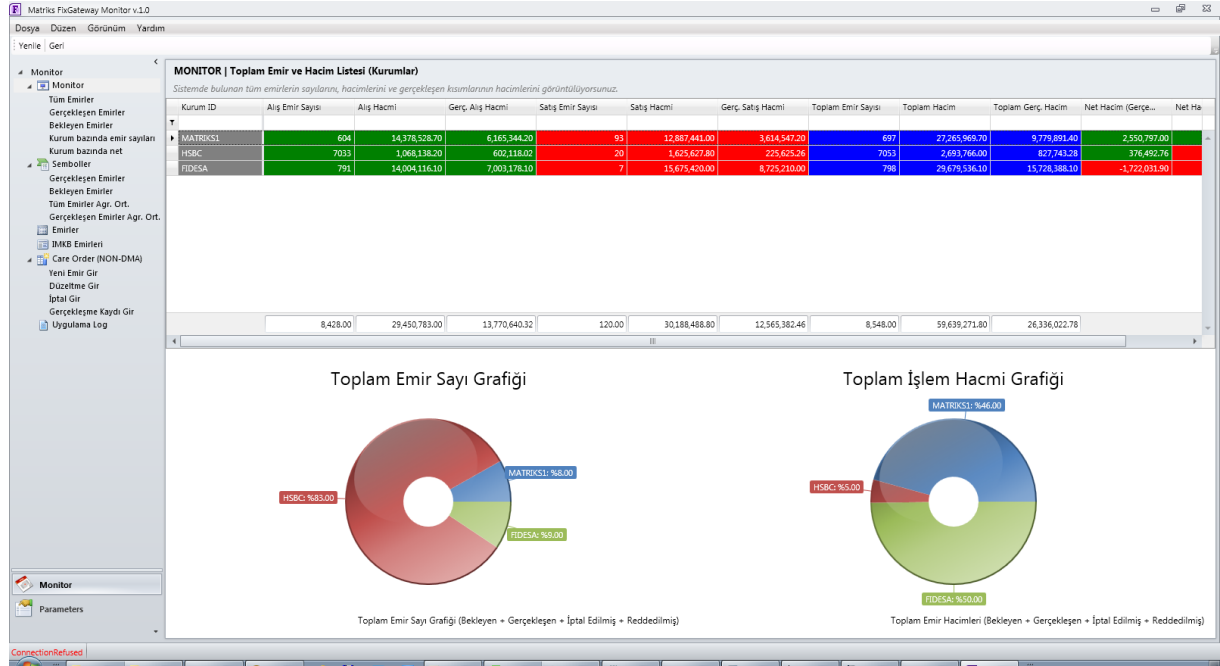 Matriks FixGateway Monitor v.1.0
Dosya Düzen Görünüm Yardım
Yenile Geri
Monitor
Monitor
Tüm Emirler
Gerçekleşen Emirler
Bekleyen Emirler
Kurum bazında emir sayıları
Kurum bazında net
Semboller
Gerçekleşen Emirler
Bekleyen Emirler
Tüm Emirler Agr. Ort.
Gerçekleşen Emirler Agr. Ort.
Emirler
IMKB Emirleri
Care Order (NON-DMA)
Yeni Emir Gir
Düzeltme Gir
İptal Gir
Gerçekleşme Kaydı Gir
Uygulama Log
Monitor
Parameters
ConnectionRefused
MONITOR | Toplam Emir ve Hacim Listesi (Kurumlar)
Sistemde bulunan tüm emirlerin sayılarını, hacimlerini ve gerçekleşen kısımlarının hacimlerini görüntülüyorsunuz.
Kurum ID Alış Emir Sayısı Alış Hacmi Gerç. Alış Hacmi Satış Emir Sayısı Satış Hacmi Gerç. Satış Hacmi Toplam Emir Sayısı Toplam Hacim Toplam Gerç. Hacim Net Hacim (Gerçe... Net Ha
MATRIKS1 604 14,378,528.70 6,165,344.20 93 12,887,441.00 3,614,547.20 697 27,265,969.70 9,779,891.40 2,550,797.00
HSBC 7033 1,068,138.20 602,118.02 20 1,625,627.80 225,625.26 7053 2,693,766.00 827,743.28 376,492.76
FIDESA 791 14,004,116.10 7,003,178.10 7 15,675,420.00 8,725,210.00 798 29,679,536.10 15,728,388.10 -1,722,031.90
8,428.00 29,450,783.00 13,770,640.32 120.00 30,188,488.80 12,565,382.46 8,548.00 59,639,271.80 26,336,022.78
Toplam Emir Sayı Grafiği
MATRIKS1: %8.00
HSBC: %83.00
FIDESA: %9.00
Toplam Emir Sayı Grafiği (Bekleyen + Gerçekleşen + İptal Edilmiş + Reddedilmiş)
Toplam İşlem Hacmi Grafiği
MATRIKS1: %46.00
HSBC: %5.00
FIDESA: %50.00
Toplam Emir Hacimleri (Bekleyen + Gerçekleşen + İptal Edilmiş + Reddedilmiş)